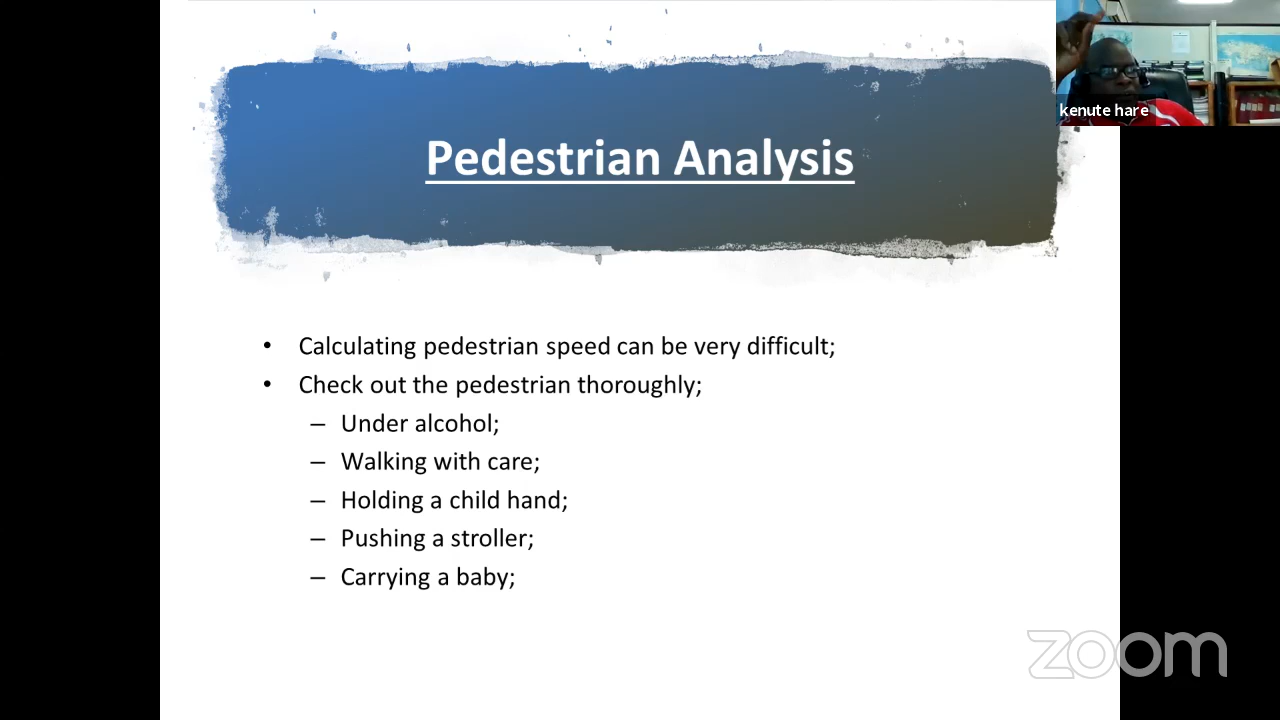 kenute hare
Pedestrian Analysis
• Calculating pedestrian speed can be very difficult;
• Check out the pedestrian thoroughly;
– Under alcohol;
– Walking with care;
– Holding a child hand;
– Pushing a stroller;
– Carrying a baby;
zoom